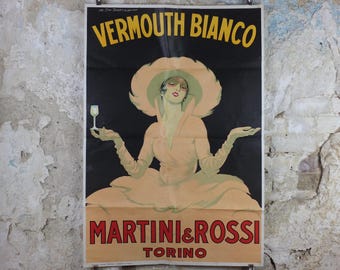 VERMOUTH BIANCO
MARTINI & ROSSI
TORINO